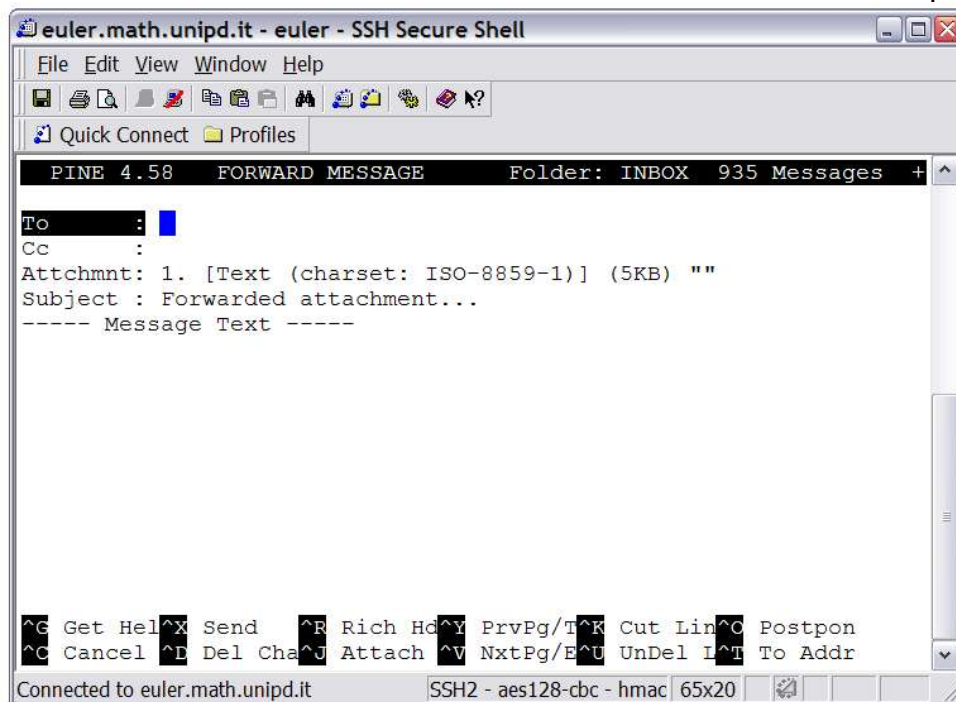 euler.math.unipd.it - euler - SSH Secure Shell
File Edit View Window Help
Quick Connect Profiles
PINE 4.58 FORWARD MESSAGE Folder: INBOX 935 Messages +
To :
Cc :
Attchmnt: 1. [Text (charset: ISO-8859-1)] (5KB) ""
Subject : Forwarded attachment...
----- Message Text -----
^G Get Hel^X Send ^R Rich Hd^Y PrvPg/T^K Cut Lin^O Postpon
^C Cancel ^D Del Cha^J Attach ^V NxtPg/E^U UnDel L^T To Addr
Connected to euler.math.unipd.it SSH2 - aes128-cbc - hmac 65x20